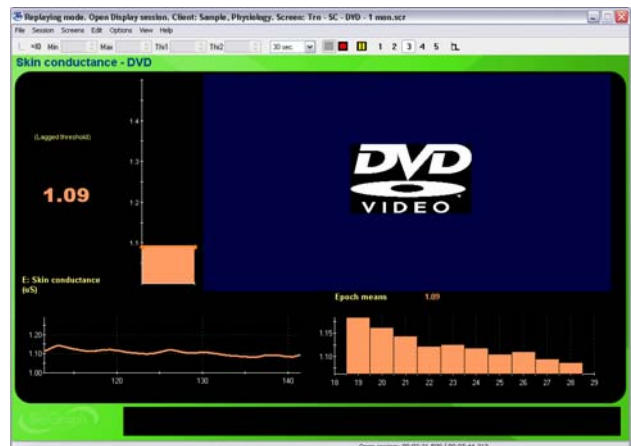 Replaying mode. Open Display session. Client: Sample, Physiology. Screen: Trn - SC - DVD - 1 mon.scr
File Session Screens Edit Options View Help
Min Max Thr1 Thr2 30 sec. 1 2 3 4 5
Skin conductance - DVD
(Lagged threshold)
1.09
1.4
1.3
1.2
1.1
DVD
VIDEO
E: Skin conductance
(uS)
Epoch means 1.09
1.20
1.10
1.00
120 130 140
1.15
1.10
18 19 20 21 22 23 24 25 26 27 28 29